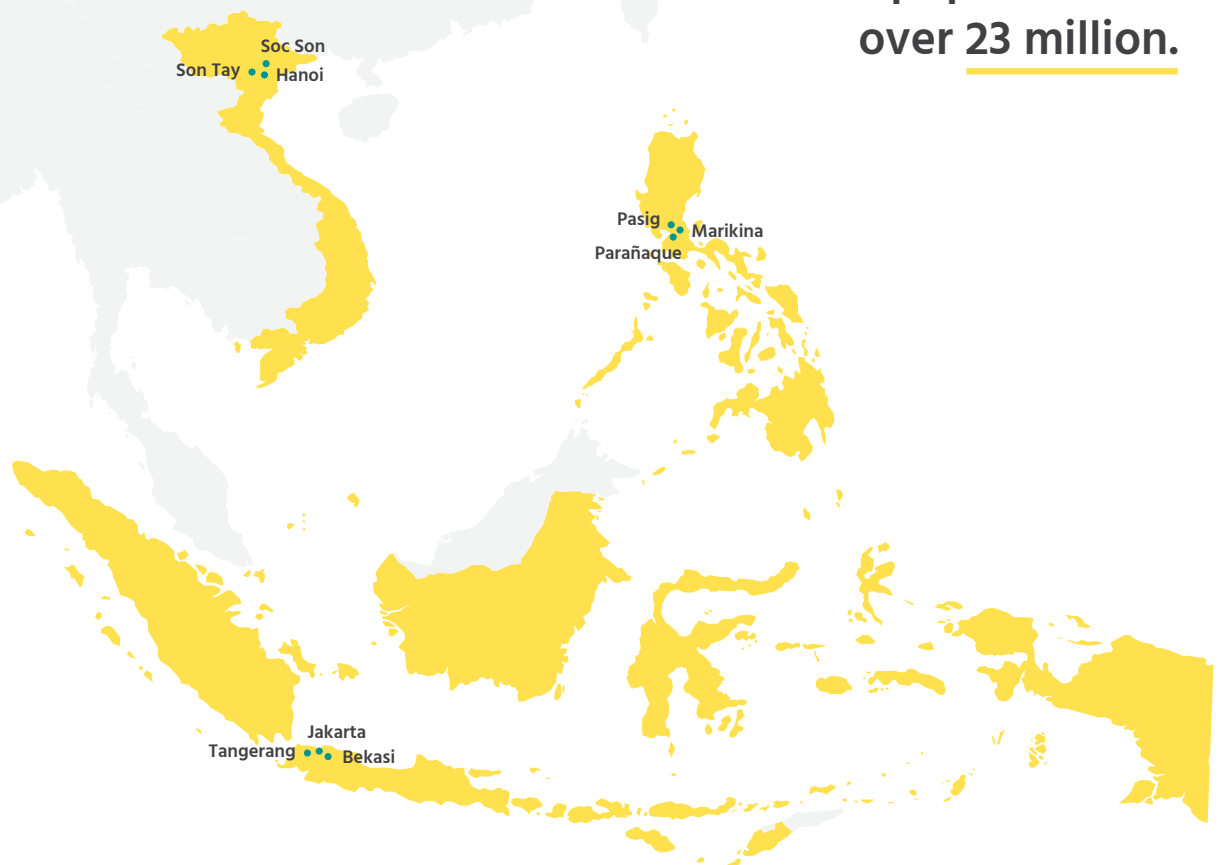 over 23 million.
Soc Son
Son Tay
Hanoi
Pasig
Marikina
Parañaque
Jakarta
Tangerang
Bekasi